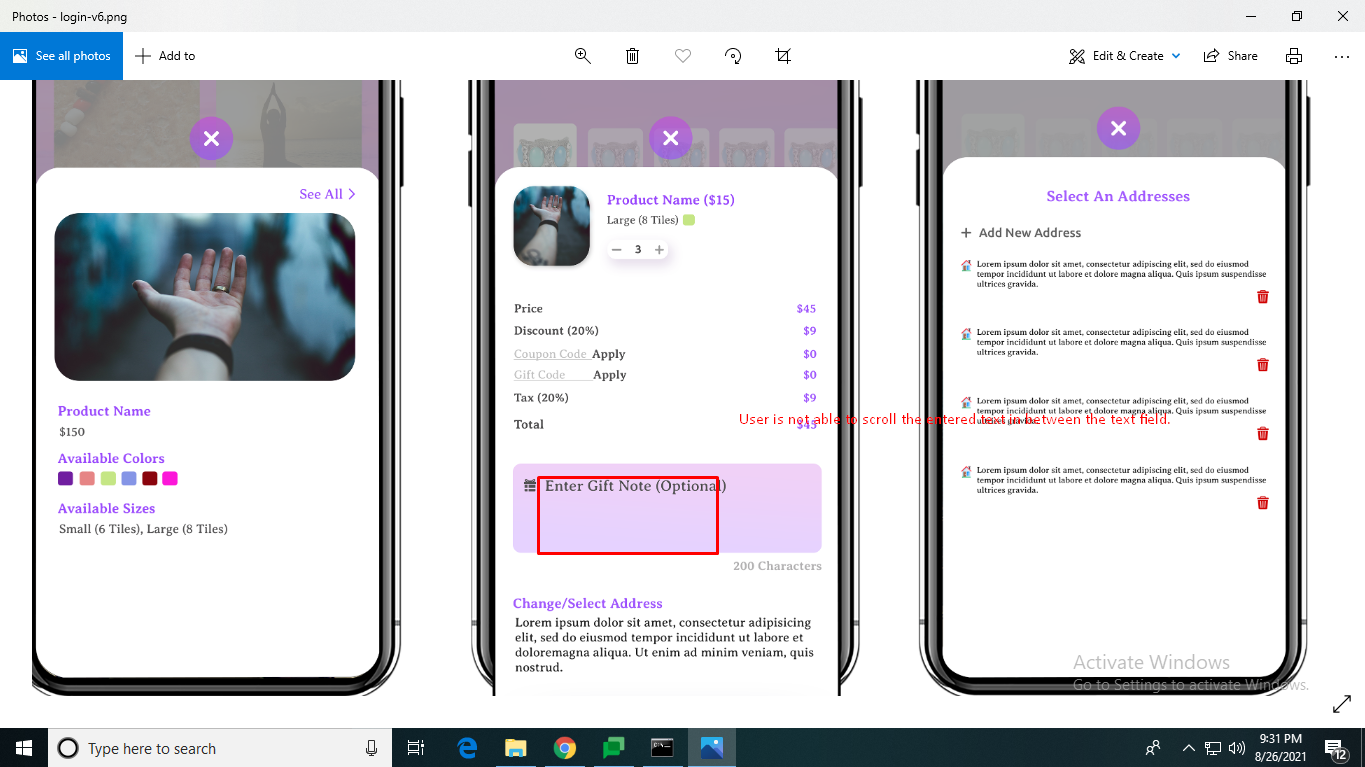 Photos - login-v6.png
See all photos
Add to
Edit & Create
Share
See All
Product Name
$150
Available Colors
Available Sizes
Small (6 Tiles), Large (8 Tiles)
Product Name ($15)
Large (8 Tiles)
3
Price $45
Discount (20%) $9
Coupon Code Apply $0
Gift Code Apply $0
Tax (20%) $9
Total $45
User is not able to scroll the entered text in between the text field.
Enter Gift Note (Optional)
200 Characters
Change/Select Address
Lorem ipsum dolor sit amet, consectetur adipisicing
elit, sed do eiusmod tempor incididunt ut labore et
doloremagna aliqua. Ut enim ad minim veniam, quis
nostrud.
Select An Addresses
+ Add New Address
Lorem ipsum dolor sit amet, consectetur adipiscing elit, sed do eiusmod
tempor incididunt ut labore et dolore magna aliqua. Quis ipsum suspendisse
ultrices gravida.
Lorem ipsum dolor sit amet, consectetur adipiscing elit, sed do eiusmod
tempor incididunt ut labore et dolore magna aliqua. Quis ipsum suspendisse
ultrices gravida.
Lorem ipsum dolor sit amet, consectetur adipiscing elit, sed do eiusmod
tempor incididunt ut labore et dolore magna aliqua. Quis ipsum suspendisse
ultrices gravida.
Lorem ipsum dolor sit amet, consectetur adipiscing elit, sed do eiusmod
tempor incididunt ut labore et dolore magna aliqua. Quis ipsum suspendisse
ultrices gravida.
Activate Windows
Go to Settings to activate Windows.
Type here to search
9:31 PM
8/26/2021
12